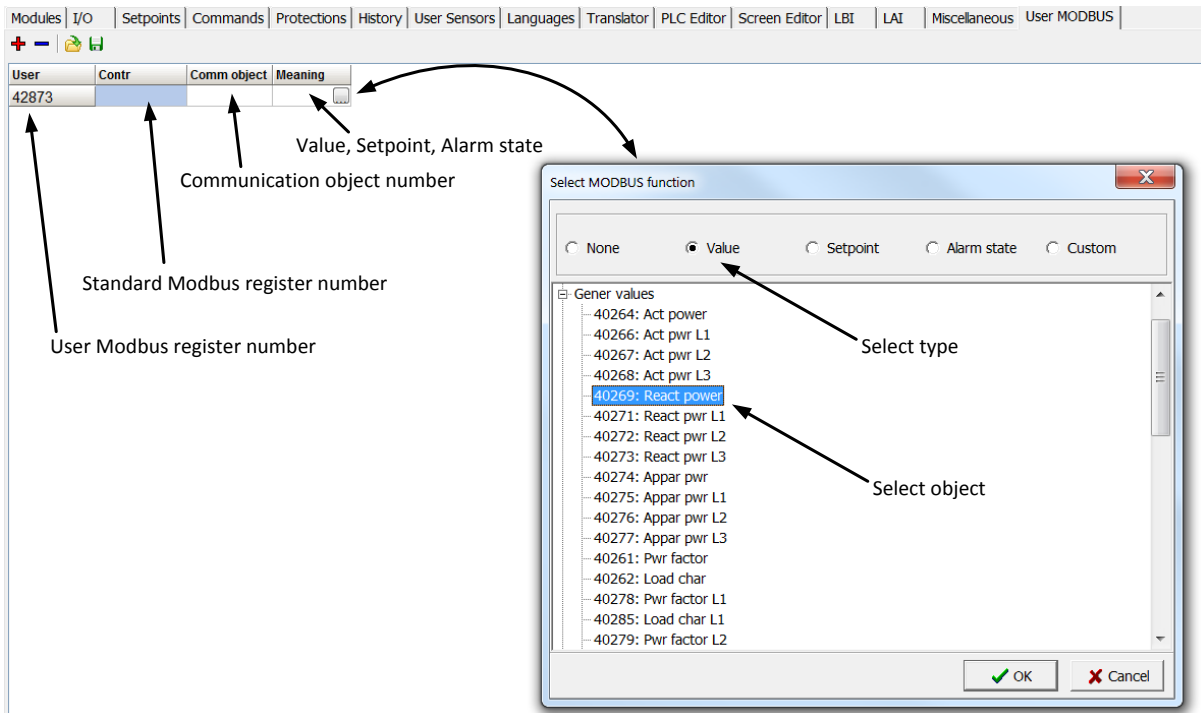 Modules I/O Setpoints Commands Protections History User Sensors Languages Translator PLC Editor Screen Editor LBI LAI Miscellaneous User MODBUS
User Contr Comm object Meaning
42873 ...
Value, Setpoint, Alarm state
Communication object number
Standard Modbus register number
User Modbus register number
Select MODBUS function
None Value Setpoint Alarm state Custom
Gener values
40264: Act power
40266: Act pwr L1
40267: Act pwr L2
40268: Act pwr L3
40269: React power
40271: React pwr L1
40272: React pwr L2
40273: React pwr L3
40274: Appar pwr
40275: Appar pwr L1
40276: Appar pwr L2
40277: Appar pwr L3
40261: Pwr factor
40262: Load char
40278: Pwr factor L1
40285: Load char L1
40279: Pwr factor L2
Select type
Select object
OK Cancel